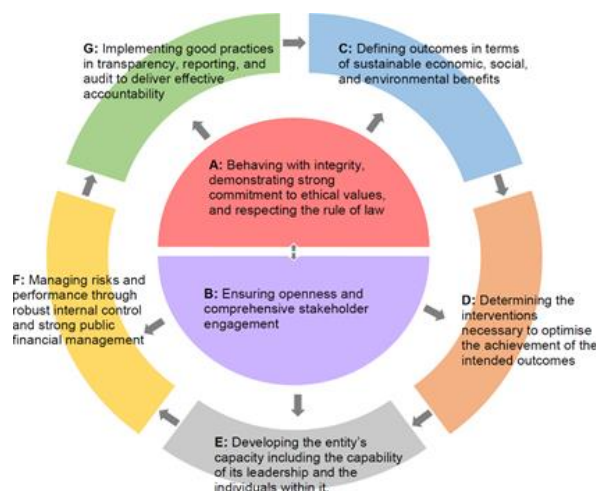 G: Implementing good practices
in transparency, reporting, and
audit to deliver effective
accountability
C: Defining outcomes in terms
of sustainable economic, social,
and environmental benefits
A: Behaving with integrity,
demonstrating strong
commitment to ethical values,
and respecting the rule of law
B: Ensuring openness and
comprehensive stakeholder
engagement
F: Managing risks and
performance through
robust internal control
and strong public
financial management
D: Determining the
interventions
necessary to optimise
the achievement of the
intended outcomes
E: Developing the entity's
capacity including the capability
of its leadership and the
individuals within it.